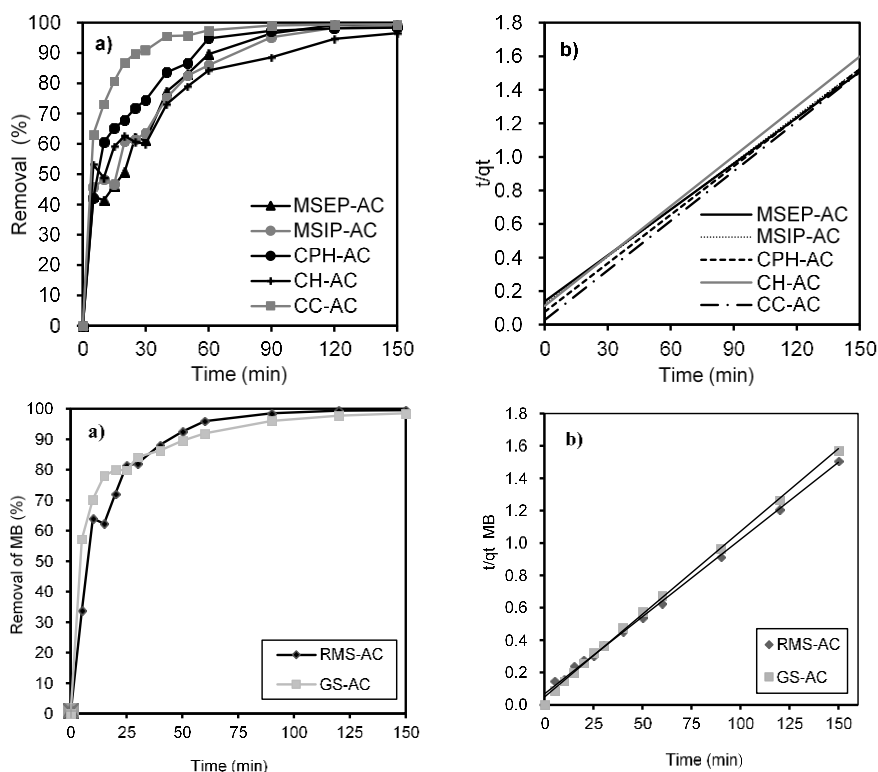 a)
Removal (%)
100
90
80
70
60
50
40
30
20
10
0
MSEP-AC
MSIP-AC
CPH-AC
CH-AC
CC-AC
0 30 60 90 120 150
Time (min)
b)
t/qt
1.8
1.6
1.4
1.2
1.0
0.8
0.6
0.4
0.2
0.0
MSEP-AC
MSIP-AC
CPH-AC
CH-AC
CC-AC
0 30 60 90 120 150
Time (min)
a)
Removal of MB (%)
100
90
80
70
60
50
40
30
20
10
0
RMS-AC
GS-AC
0 25 50 75 100 125 150
Time (min)
b)
t/qt MB
1.8
1.6
1.4
1.2
1.0
0.8
0.6
0.4
0.2
0.0
RMS-AC
GS-AC
0 25 50 75 100 125 150
Time (min)